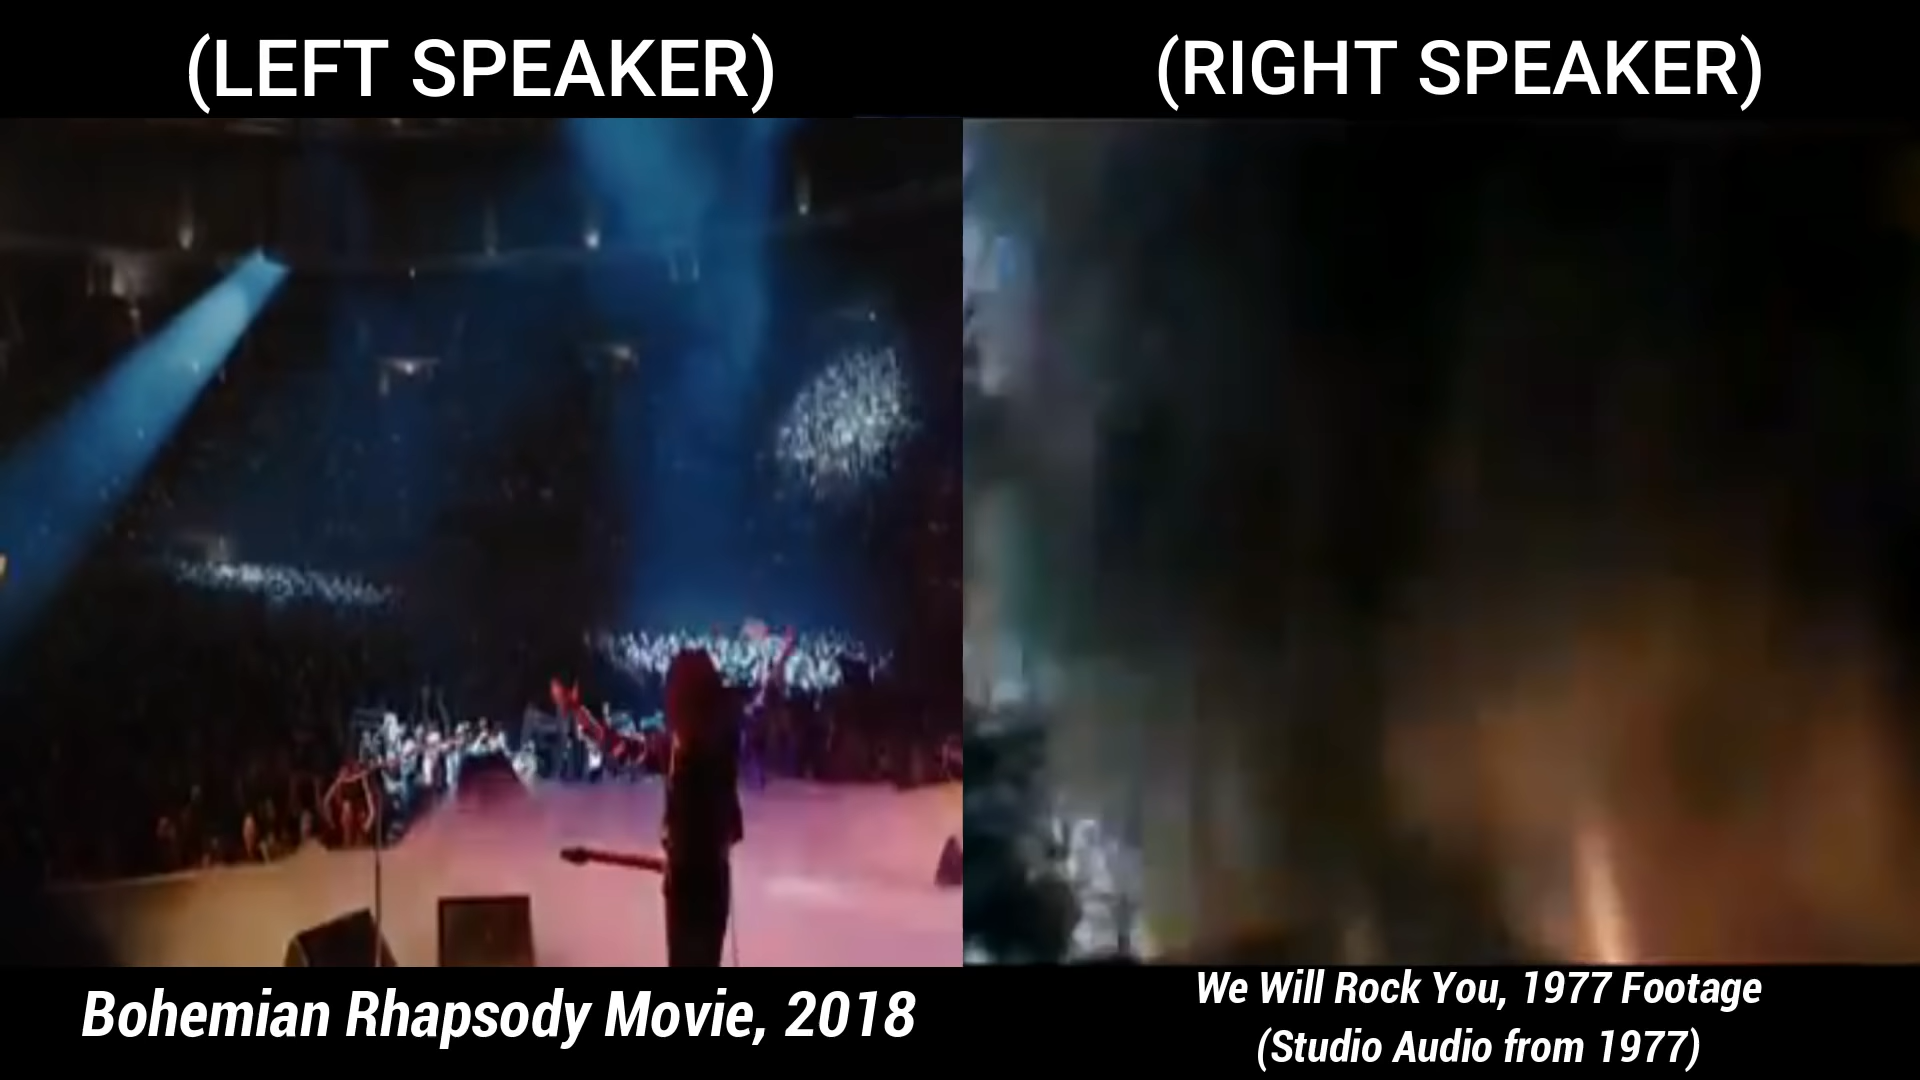 (LEFT SPEAKER)
(RIGHT SPEAKER)
Bohemian Rhapsody Movie, 2018
We Will Rock You, 1977 Footage
(Studio Audio from 1977)